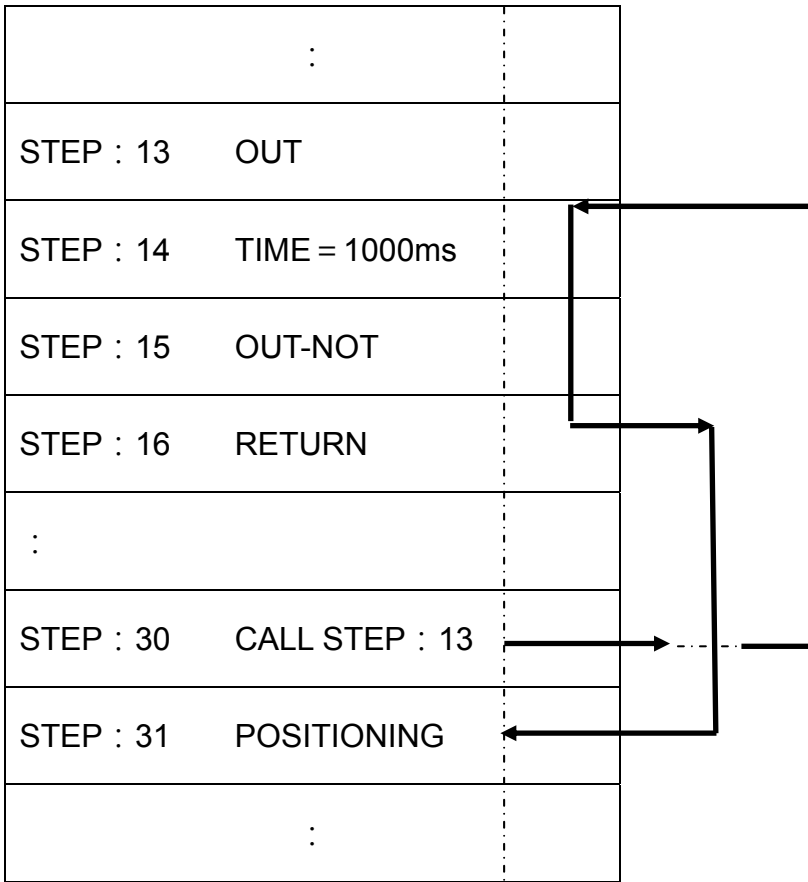 :
STEP : 13 OUT
STEP : 14 TIME = 1000ms
STEP : 15 OUT-NOT
STEP : 16 RETURN
:
STEP : 30 CALL STEP : 13
STEP : 31 POSITIONING
: